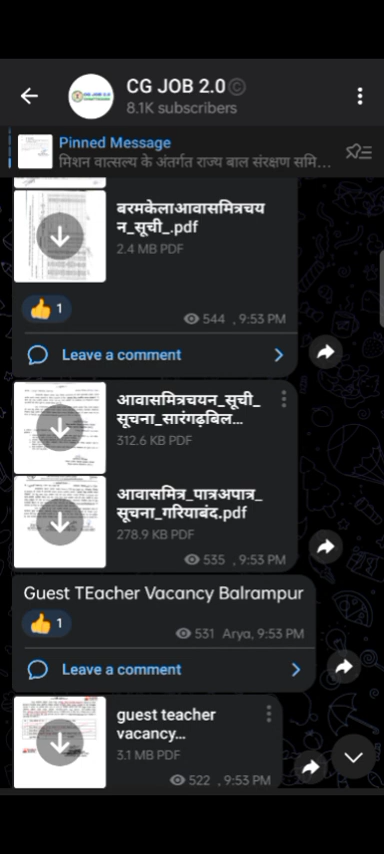 CG JOB 2.0©
8.1K subscribers
Pinned Message
मिशन वात्सल्य के अंतर्गत राज्य बाल संरक्षण समि...
बरमकेलाआवासमित्रचय
न_सूची_.pdf
2.4 MB PDF
👍 1
544 , 9:53 PM
Leave a comment
आवासमित्रचयन_सूची_
सूचना_सारंगढ़बिल...
312.6 KB PDF
आवासमित्र_पात्रअपात्र_
सूचना_गरियाबंद.pdf
278.9 KB PDF
535 , 9:53 PM
Guest TEacher Vacancy Balrampur
👍 1
531 Arya, 9:53 PM
Leave a comment
guest teacher
vacancy...
3.1 MB PDF
522 , 9:53 PM